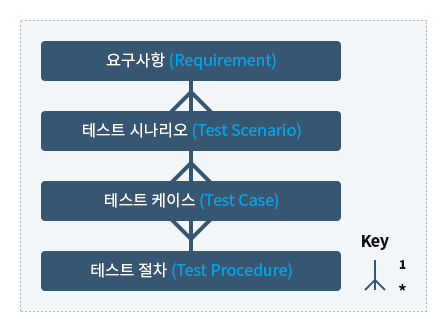 요구사항 (Requirement)
테스트 시나리오 (Test Scenario)
테스트 케이스 (Test Case)
테스트 절차 (Test Procedure)
Key
1
*